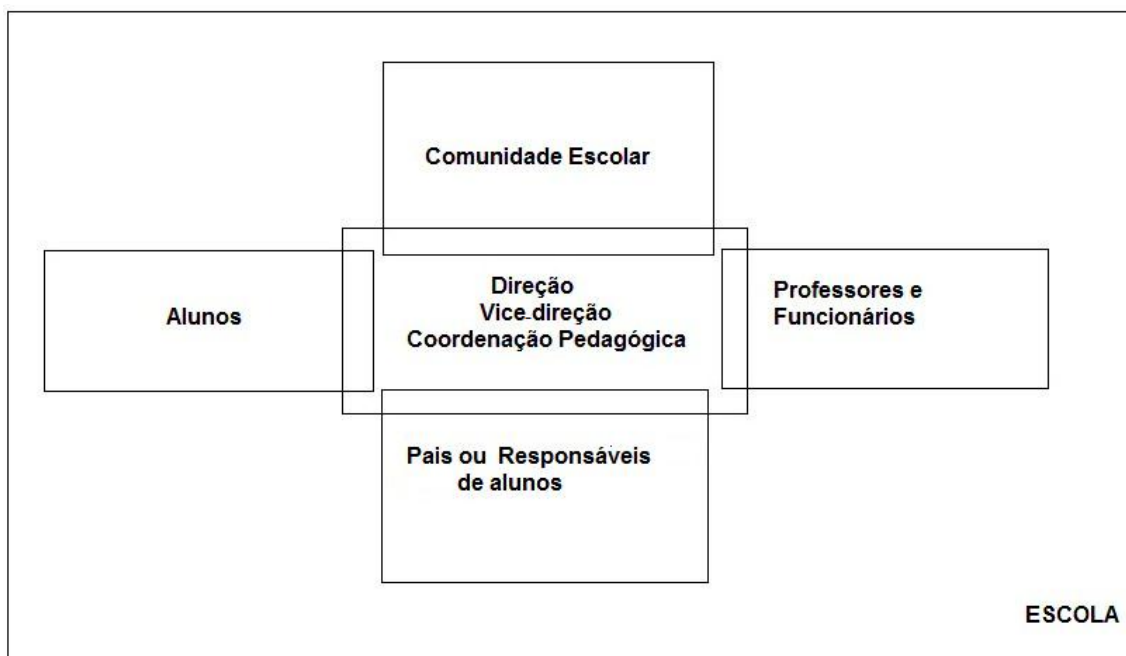 Comunidade Escolar
Alunos
Direção
Vice-direção
Coordenação Pedagógica
Professores e
Funcionários
Pais ou Responsáveis
de alunos
ESCOLA